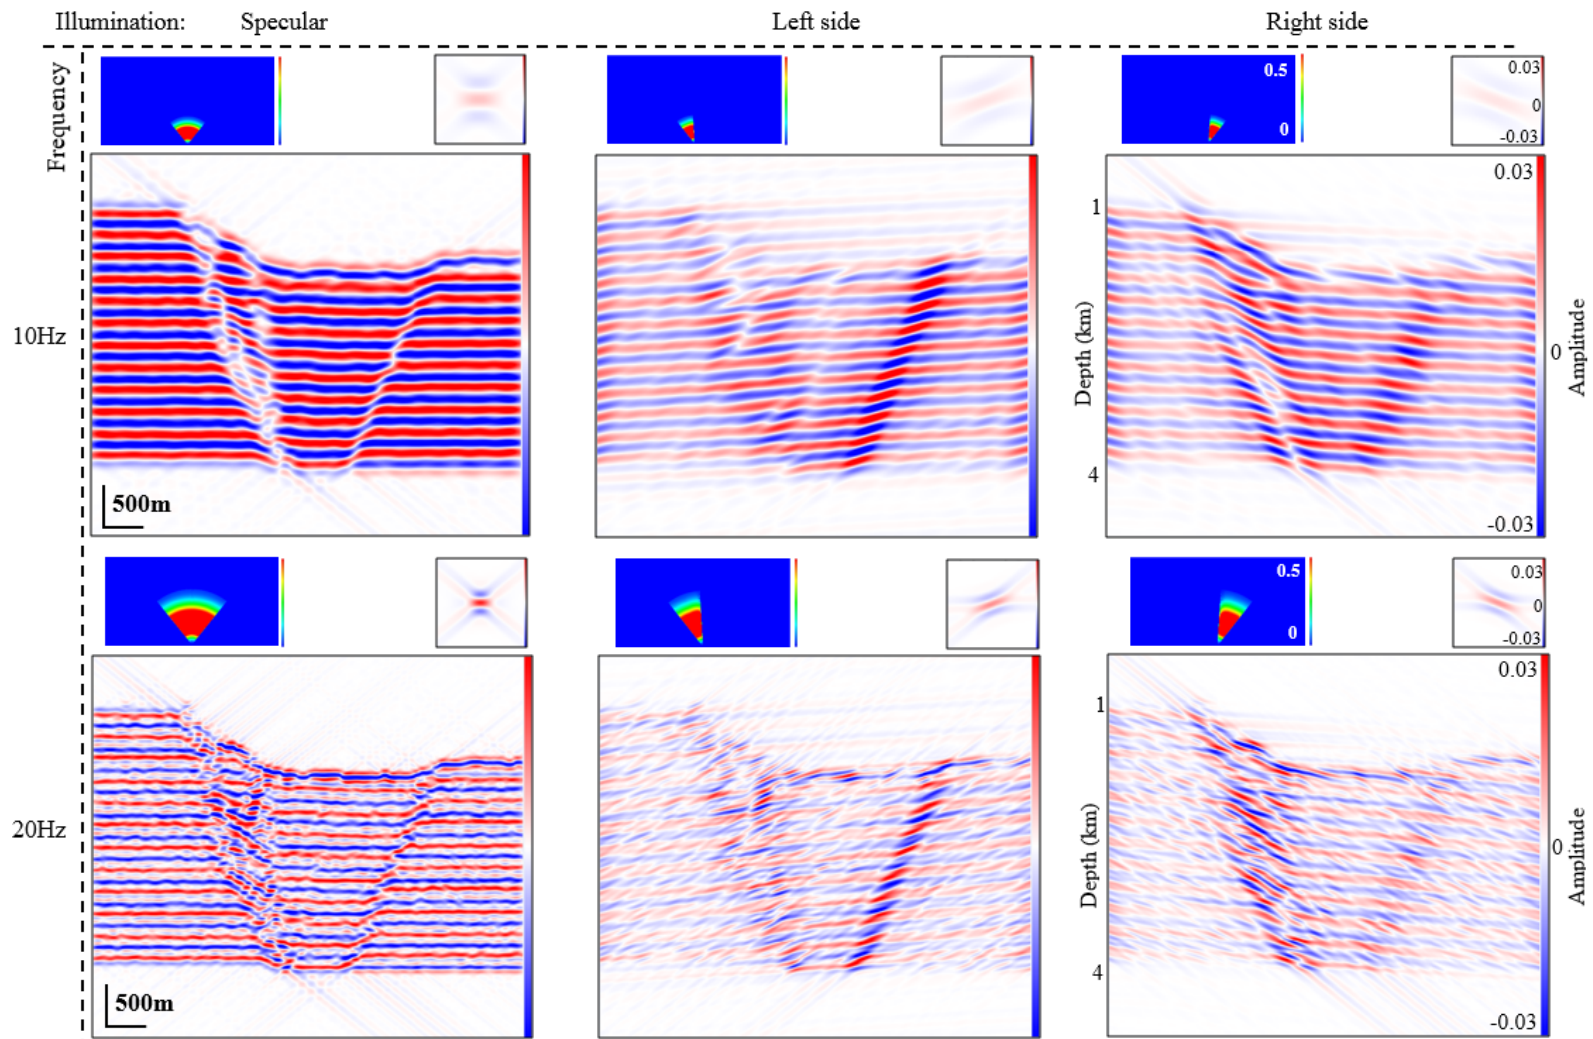 Illumination: Specular Left side Right side
Frequency
0.5
0
0.03
0
-0.03
10Hz
500m
Depth (km)
1
4
0.03
0
-0.03
Amplitude
0.5
0
0.03
0
-0.03
20Hz
500m
Depth (km)
1
4
0.03
0
-0.03
Amplitude